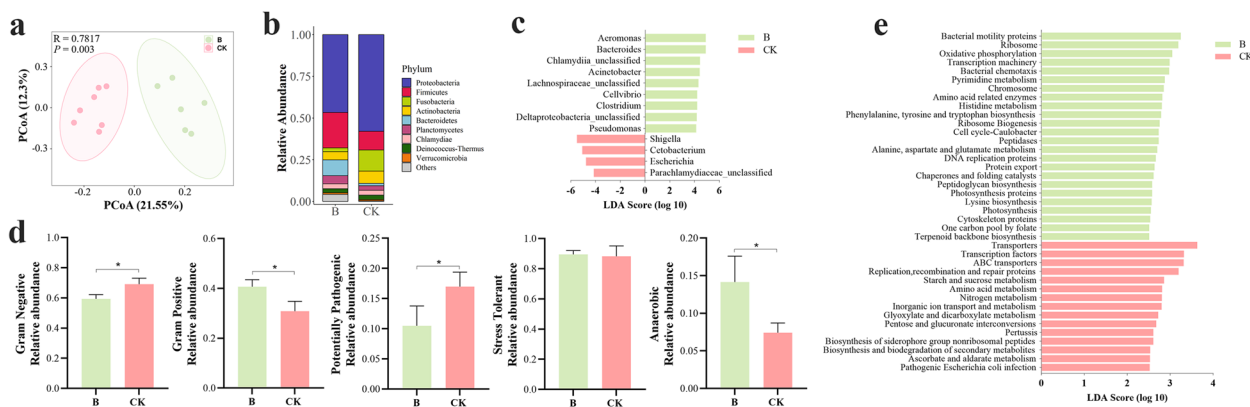 a
R = 0.7817
P = 0.003
B
CK
0.3
0.0
-0.3
-0.2
0.2
PCoA (12.3%)
PCoA (21.55%)
b
1.00
0.75
0.50
0.25
0.00
Relative Abundance
B
CK
Phylum
Proteobacteria
Firmicutes
Fusobacteria
Actinobacteria
Bacteroidetes
Planctomycetes
Chlamydiae
Deinococcus-Thermus
Verrucomicrobia
Others
c
Aeromonas
Bacteroides
Chlamydiia_unclassified
Acinetobacter
Lachnospiraceae_unclassified
Cellvibrio
Clostridium
Deltaproteobacteria_unclassified
Pseudomonas
Shigella
Cetobacterium
Escherichia
Parachlamydiaceae_unclassified
B
CK
-6
-4
-2
0
2
4
6
LDA Score (log 10)
d
Gram Negative
Relative abundance
1.0
0.8
0.6
0.4
0.2
0.0
*
B
CK
Gram Positive
Relative abundance
0.6
0.4
0.2
0.0
*
B
CK
Potentially Pathogenic
Relative abundance
0.25
0.20
0.15
0.10
0.05
0.00
*
B
CK
Stress Tolerant
Relative abundance
1.0
0.8
0.6
0.4
0.2
0.0
B
CK
Anaerobic
Relative abundance
0.20
0.15
0.10
0.05
0.00
*
B
CK
e
Bacterial motility proteins
Ribosome
Oxidative phosphorylation
Transcription machinery
Bacterial chemotaxis
Pyrimidine metabolism
Chromosome
Amino acid related enzymes
Histidine metabolism
Phenylalanine, tyrosine and tryptophan biosynthesis
Ribosome Biogenesis
Cell cycle-Caulobacter
Peptidases
Alanine, aspartate and glutamate metabolism
DNA replication proteins
Protein export
Chaperones and folding catalysts
Peptidoglycan biosynthesis
Photosynthesis proteins
Lysine biosynthesis
Photosynthesis
Cytoskeleton proteins
One carbon pool by folate
Terpenoid backbone biosynthesis
Transporters
Transcription factors
ABC transporters
Replication,recombination and repair proteins
Starch and sucrose metabolism
Amino acid metabolism
Nitrogen metabolism
Inorganic ion transport and metabolism
Glyoxylate and dicarboxylate metabolism
Pentose and glucuronate interconversions
Pertussis
Biosynthesis of siderophore group nonribosomal peptides
Biosynthesis and biodegradation of secondary metabolites
Ascorbate and aldarate metabolism
Pathogenic Escherichia coli infection
B
CK
0
1
2
3
4
LDA Score (log 10)